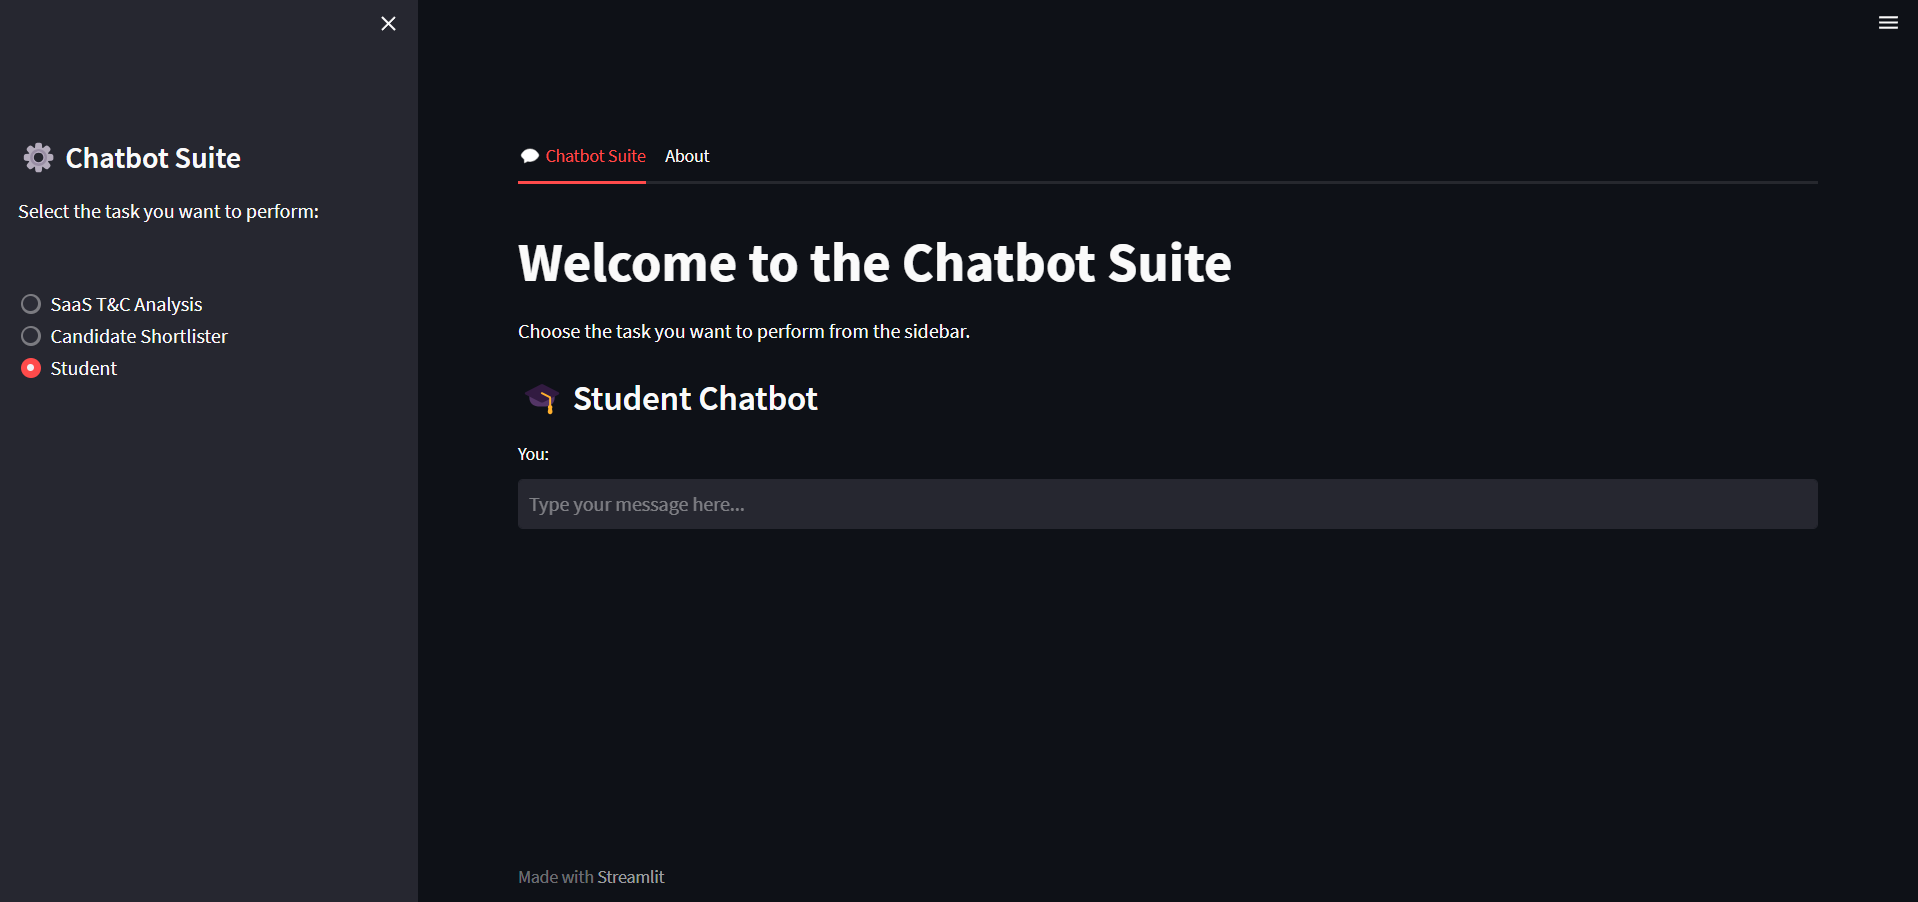 Chatbot Suite
Select the task you want to perform:
SaaS T&C Analysis
Candidate Shortlister
Student
Chatbot Suite
About
Welcome to the Chatbot Suite
Choose the task you want to perform from the sidebar.
Student Chatbot
You:
Type your message here...
Made with Streamlit